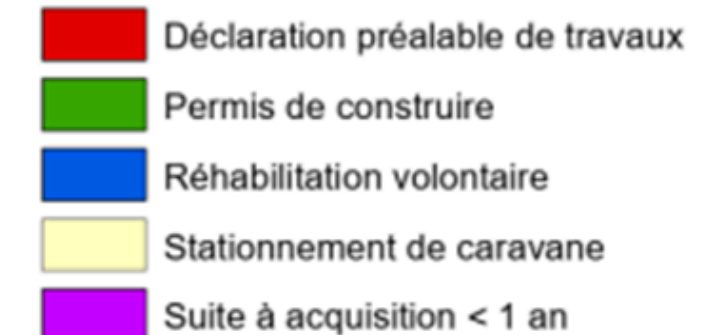 Déclaration préalable de travaux
Permis de construire
Réhabilitation volontaire
Stationnement de caravane
Suite à acquisition < 1 an